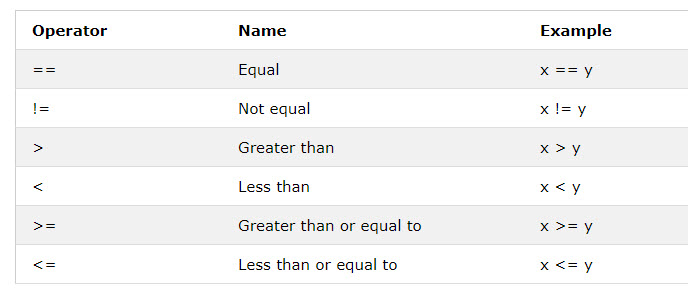 Operator Name Example
== Equal x == y
!= Not equal x != y
> Greater than x > y
< Less than x < y
>= Greater than or equal to x >= y
<= Less than or equal to x <= y